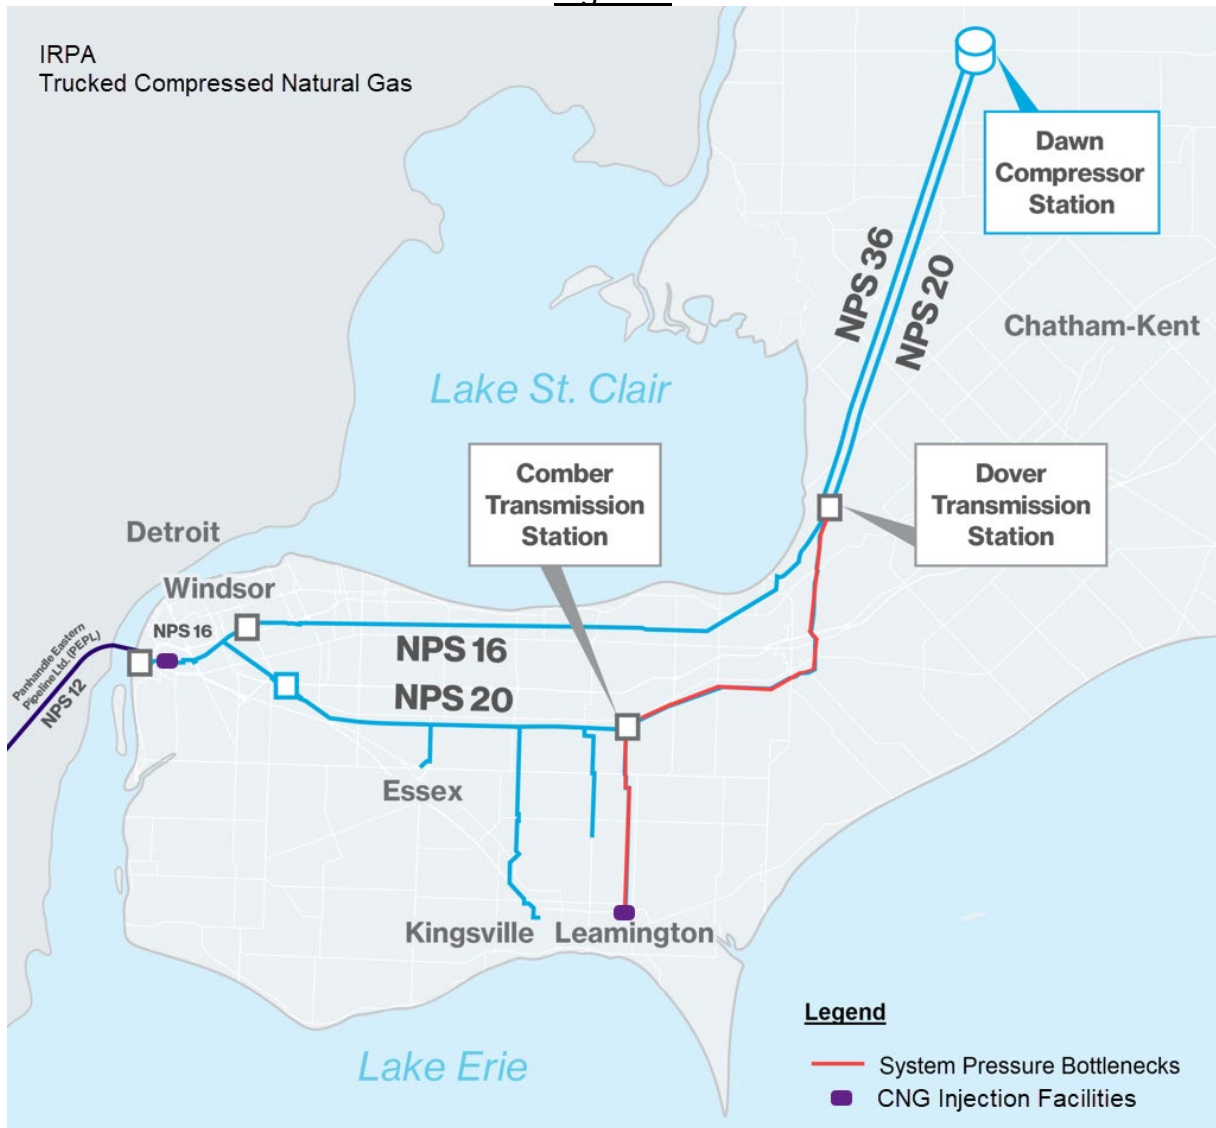 IRPA
Trucked Compressed Natural Gas
Dawn
Compressor
Station
NPS 36
NPS 20
Chatham-Kent
Lake St. Clair
Comber
Transmission
Station
Dover
Transmission
Station
Detroit
Windsor
NPS 16
Panhandle Eastern
Pipeline Ltd. (PEPL)
NPS 12
NPS 16
NPS 20
Essex
Kingsville
Leamington
Lake Erie
Legend
System Pressure Bottlenecks
CNG Injection Facilities